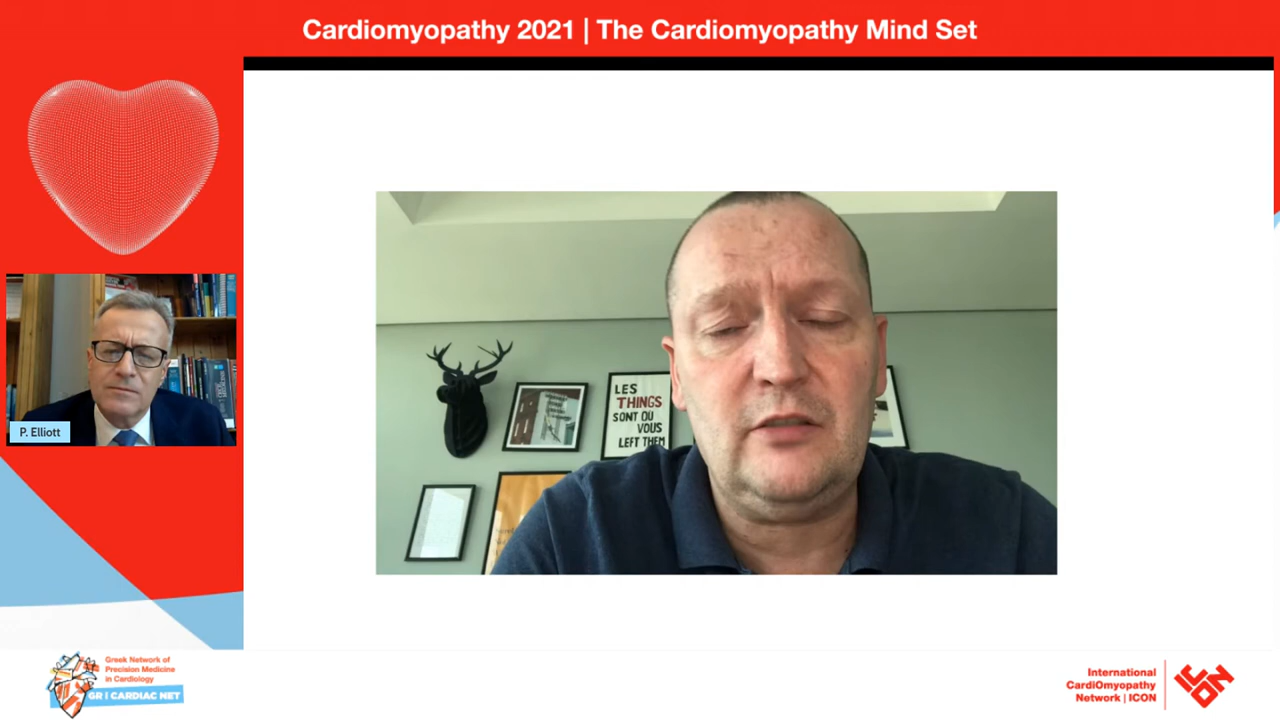 Cardiomyopathy 2021 | The Cardiomyopathy Mind Set
P. Elliott
LES
THINGS
SONT OU
VOUS
LEFT THEM
Greek Network of
Precision Medicine
in Cardiology
GR | CARDIAC NET
International
CardiOmyopathy
Network | ICON
ICON